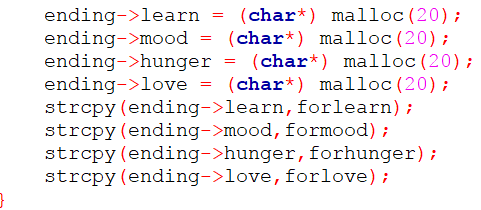 ending->learn = (char*) malloc(20);
ending->mood = (char*) malloc(20);
ending->hunger = (char*) malloc(20);
ending->love = (char*) malloc(20);
strcpy(ending->learn,forlearn);
strcpy(ending->mood,formood);
strcpy(ending->hunger,forhunger);
strcpy(ending->love,forlove);
}